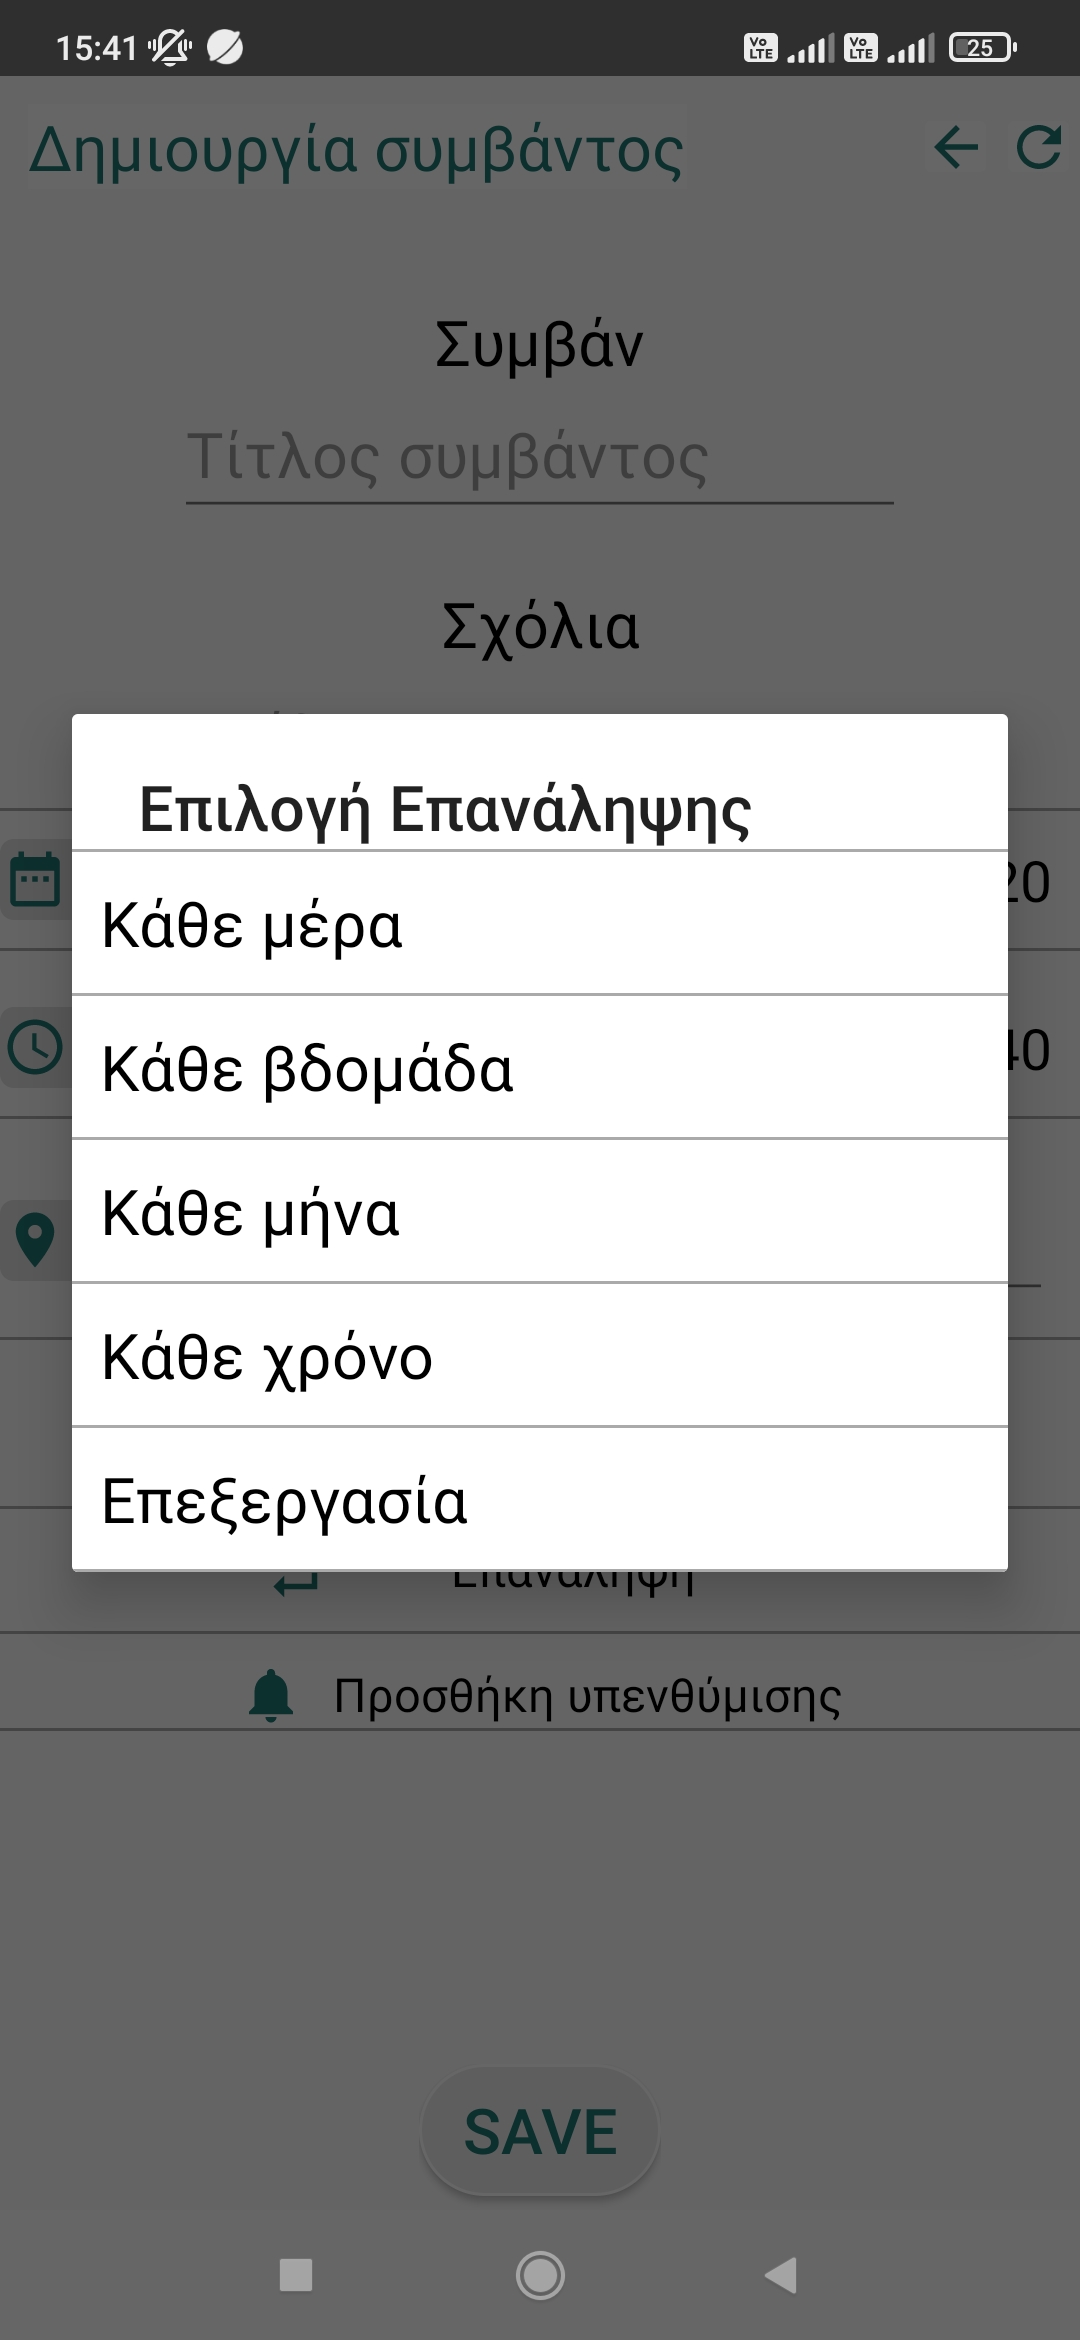 15:41 Vo LTE Vo LTE 25
Δημιουργία συμβάντος
Συμβάν
Τίτλος συμβάντος
Σχόλια
Επιλογή Επανάληψης
Κάθε μέρα
20
Κάθε βδομάδα
40
Κάθε μήνα
Κάθε χρόνο
Επεξεργασία
Επανάληψη
Προσθήκη υπενθύμισης
SAVE